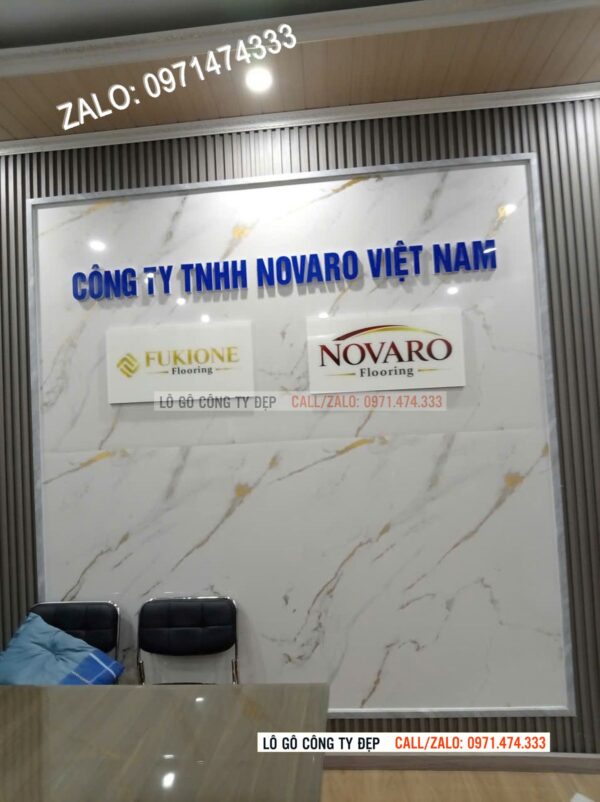 ZALO: 0971474333
CÔNG TY TNHH NOVARO VIỆT NAM
FUKIONE
Flooring
NOVARO
Flooring
LÔ GÔ CÔNG TY ĐẸP CALL/ZALO: 0971.474.333
LÔ GÔ CÔNG TY ĐẸP CALL/ZALO: 0971.474.333